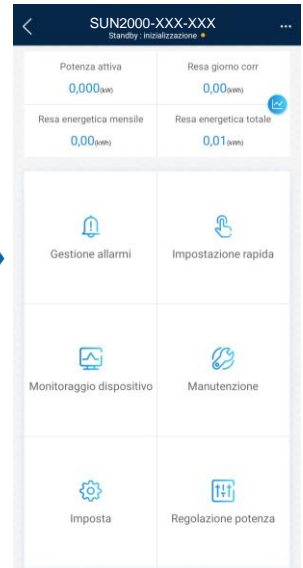 SUN2000-XXX-XXX
Standby : inizializzazione
Potenza attiva
Resa giorno corr
0,000(kW)
0,00(kWh)
Resa energetica mensile
Resa energetica totale
0,00(kWh)
0,01(kWh)
Gestione allarmi
Impostazione rapida
Monitoraggio dispositivo
Manutenzione
Imposta
Regolazione potenza